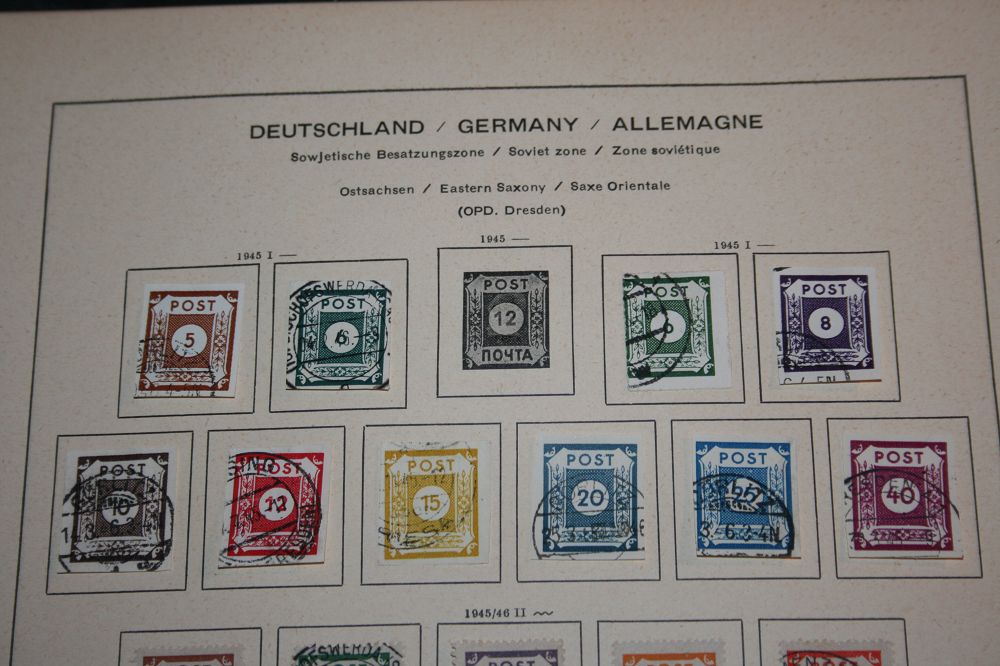 DEUTSCHLAND / GERMANY / ALLEMAGNE
Sowjetische Besatzungszone / Soviet zone / Zone soviétique
Ostsachsen / Eastern Saxony / Saxe Orientale
(OPD. Dresden)
1945 I —
1945 —
1945 I —
POST
5
POST
6
POST
12
ПОЧТА
POST
6
POST
8
POST
10
POST
12
POST
15
POST
20
POST
25
POST
40
1945/46 II ~~